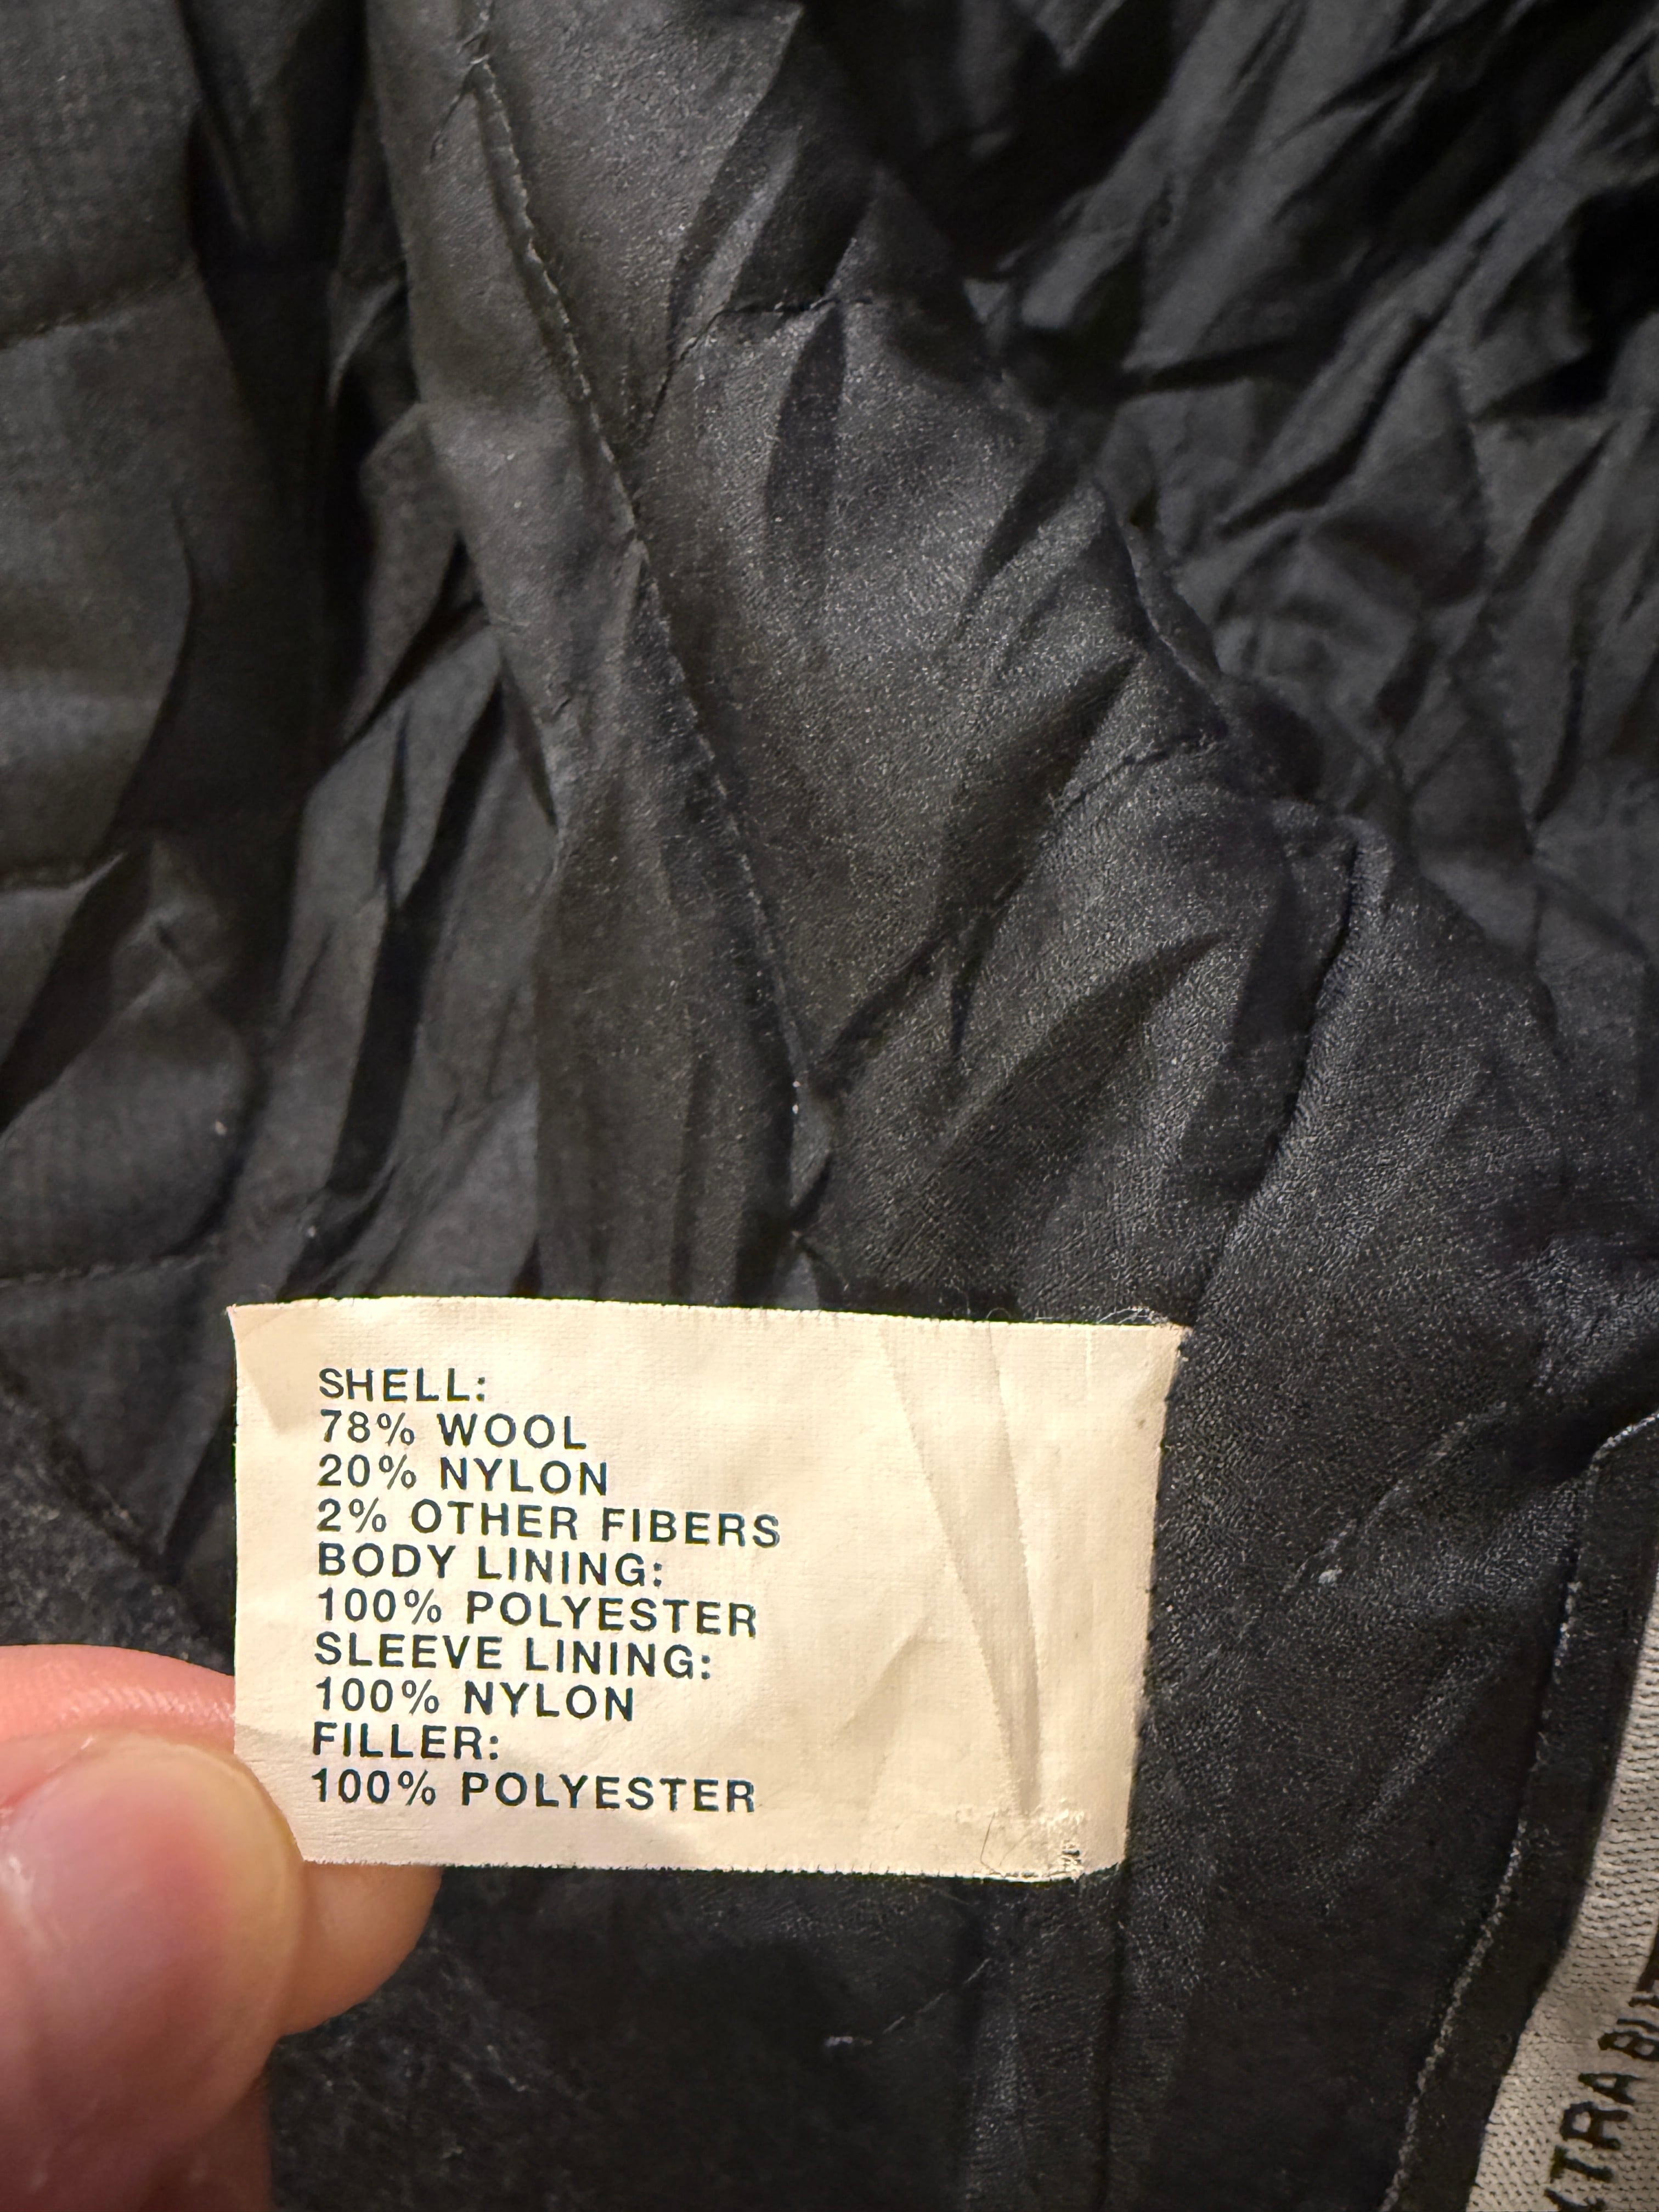 SHELL:
78% WOOL
20% NYLON
2% OTHER FIBERS
BODY LINING:
100% POLYESTER
SLEEVE LINING:
100% NYLON
FILLER:
100% POLYESTER